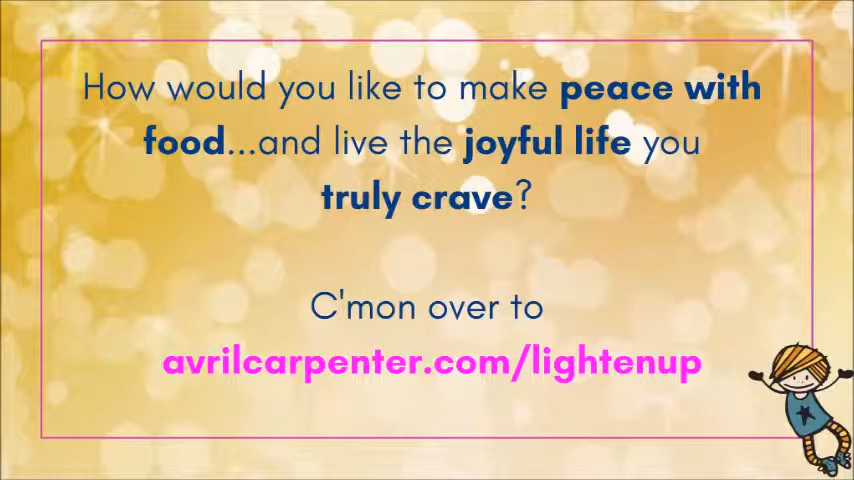 How would you like to make peace with
food...and live the joyful life you
truly crave?
C'mon over to
avrilcarpenter.com/lightenup